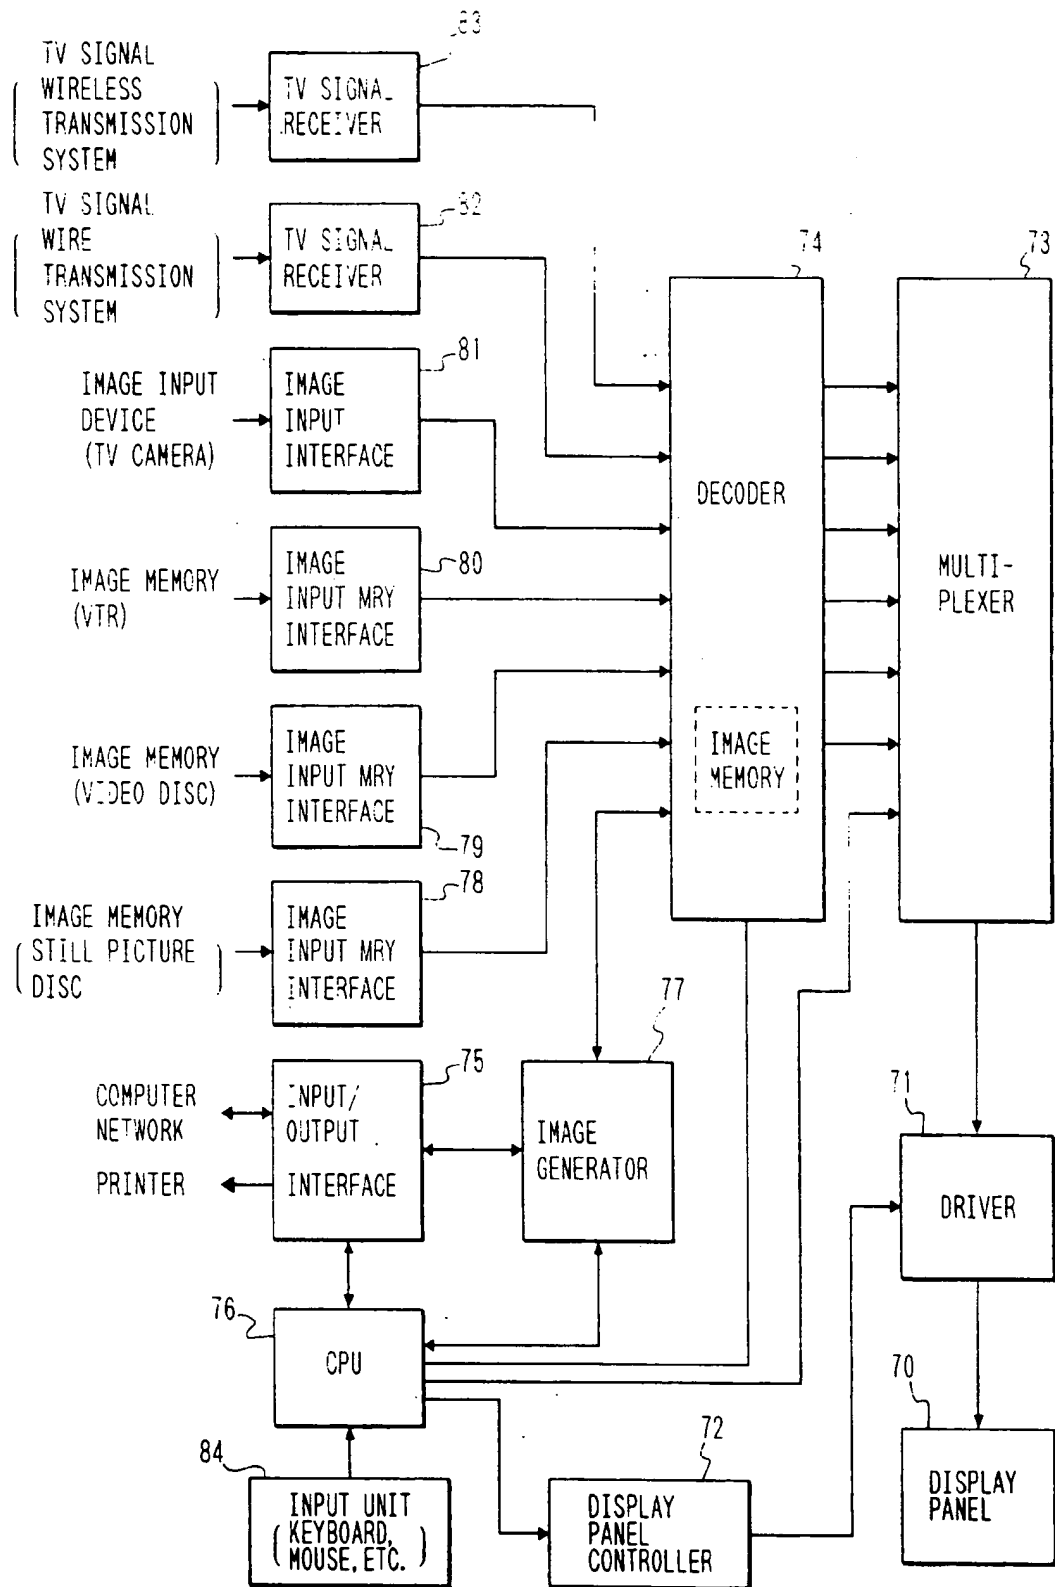 83
TV SIGNAL
WIRELESS
TRANSMISSION
SYSTEM
TV SIGNAL
RECEIVER
82
TV SIGNAL
WIRE
TRANSMISSION
SYSTEM
TV SIGNAL
RECEIVER
74
73
81
IMAGE INPUT
DEVICE
(TV CAMERA)
IMAGE
INPUT
INTERFACE
DECODER
MULTI-
PLEXER
80
IMAGE MEMORY
(VTR)
IMAGE
INPUT MRY
INTERFACE
IMAGE MEMORY
(VIDEO DISC)
IMAGE
INPUT MRY
INTERFACE
79
IMAGE
MEMORY
78
IMAGE MEMORY
STILL PICTURE
DISC
IMAGE
INPUT MRY
INTERFACE
77
75
COMPUTER
NETWORK
PRINTER
INPUT/
OUTPUT
INTERFACE
IMAGE
GENERATOR
71
DRIVER
76
CPU
70
DISPLAY
PANEL
84
INPUT UNIT
KEYBOARD,
MOUSE, ETC.
72
DISPLAY
PANEL
CONTROLLER